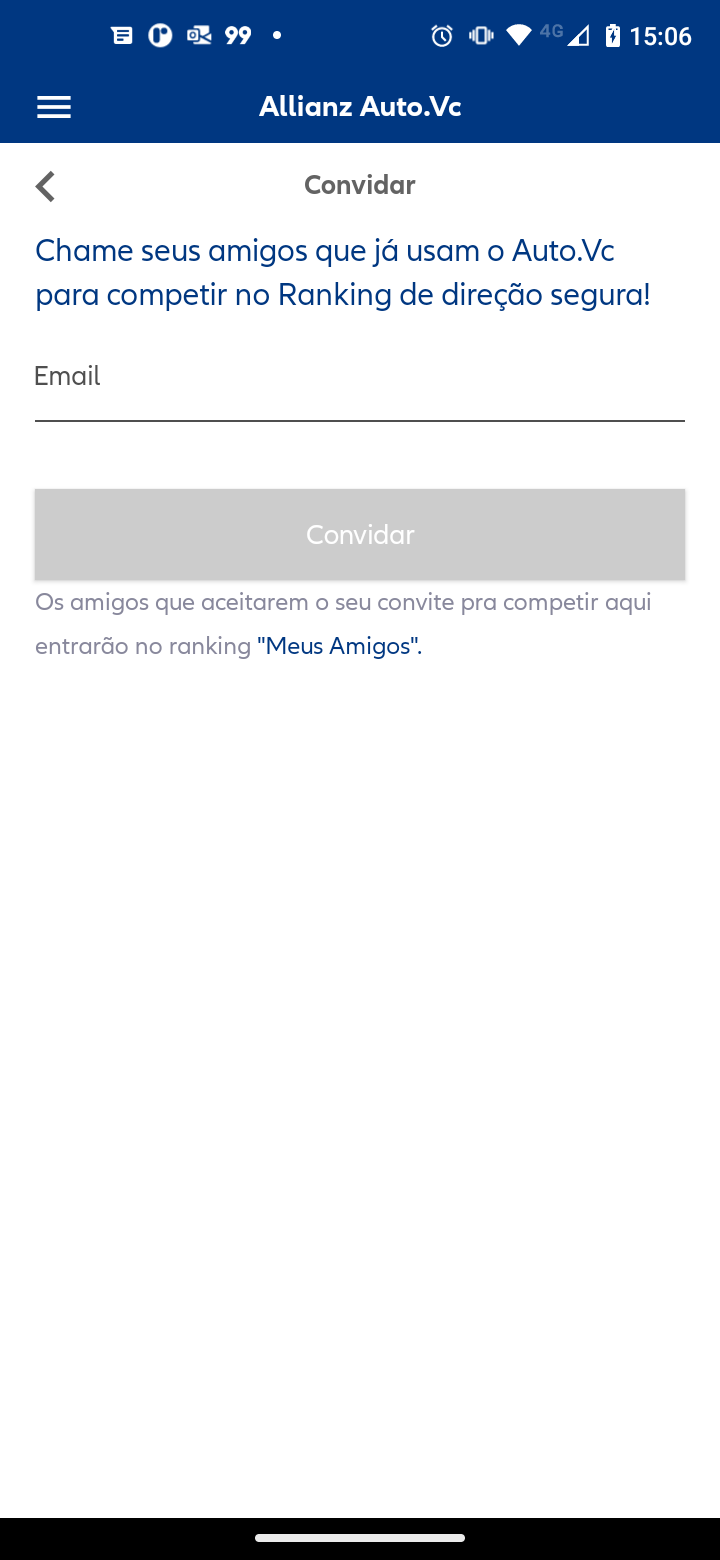 99 4G 15:06
Allianz Auto.Vc
Convidar
Chame seus amigos que já usam o Auto.Vc
para competir no Ranking de direção segura!
Email
Convidar
Os amigos que aceitarem o seu convite pra competir aqui
entrarão no ranking "Meus Amigos".